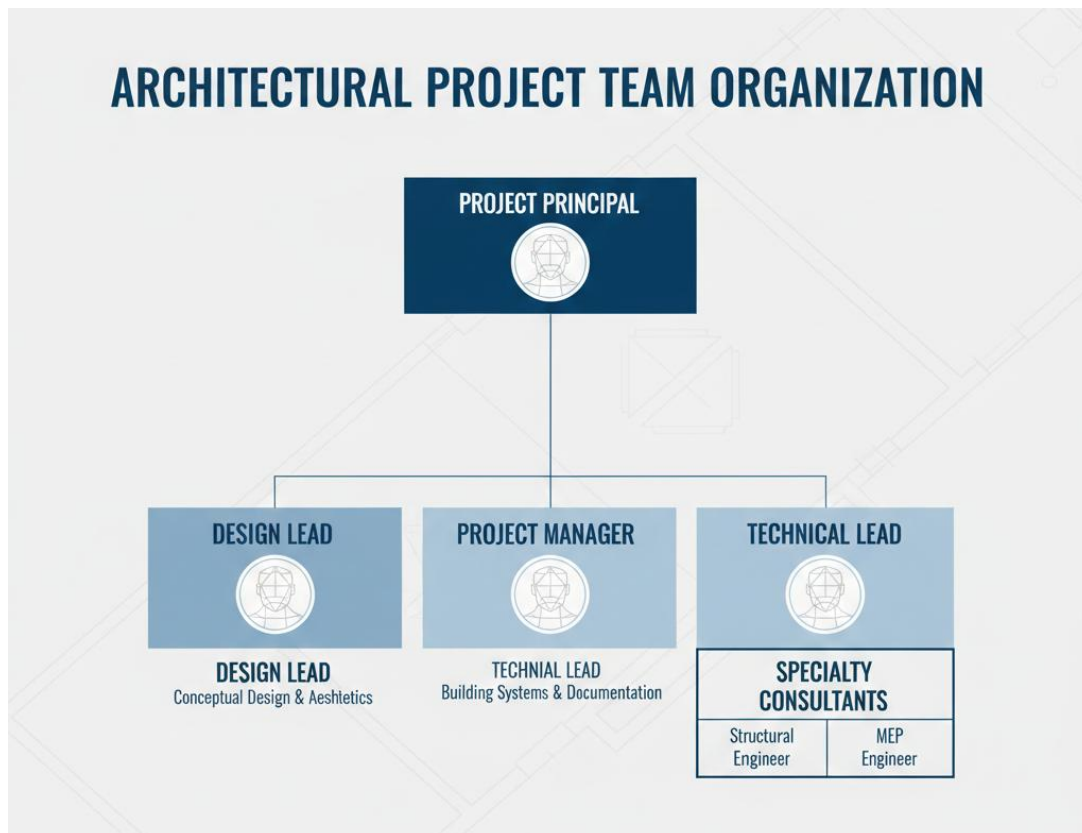 ARCHITECTURAL PROJECT TEAM ORGANIZATION
PROJECT PRINCIPAL
DESIGN LEAD
PROJECT MANAGER
TECHNICAL LEAD
DESIGN LEAD
Conceptual Design & Aeshtetics
TECHNIAL LEAD
Building Systems & Documentation
SPECIALTY
CONSULTANTS
Structural
Engineer
MEP
Engineer